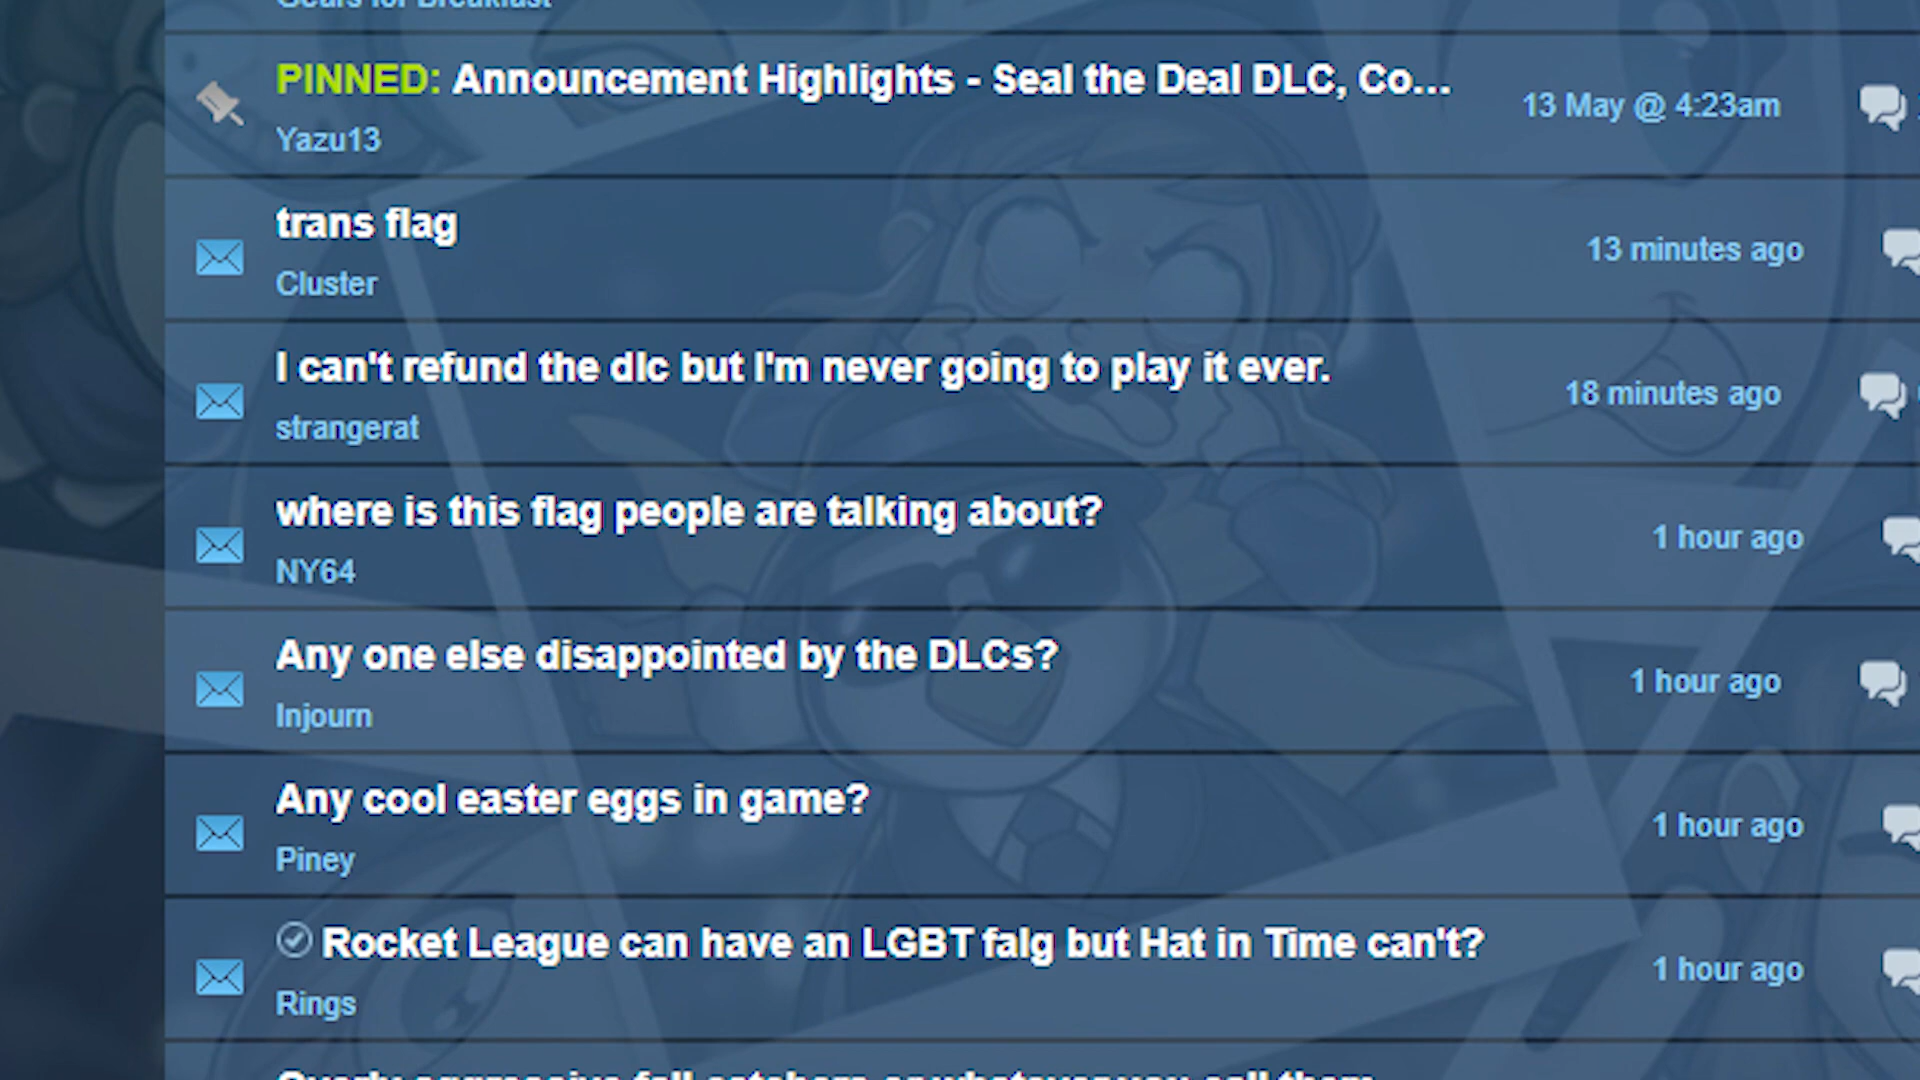 Gears for Breakfast
PINNED: Announcement Highlights - Seal the Deal DLC, Co...
13 May @ 4:23am
Yazu13
trans flag
13 minutes ago
Cluster
I can't refund the dlc but I'm never going to play it ever.
18 minutes ago
strangerat
where is this flag people are talking about?
1 hour ago
NY64
Any one else disappointed by the DLCs?
1 hour ago
Injourn
Any cool easter eggs in game?
1 hour ago
Piney
Rocket League can have an LGBT falg but Hat in Time can't?
1 hour ago
Rings